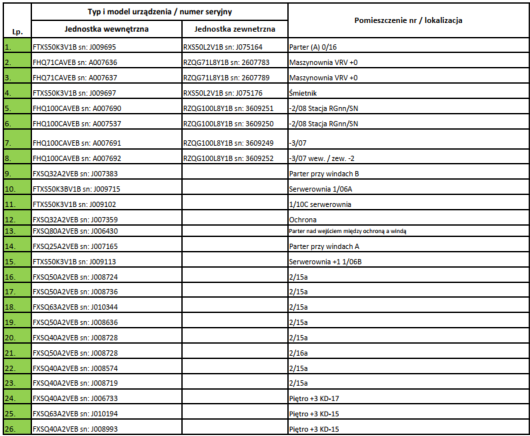 Lp. Typ i model urządzenia / numer seryjny Pomieszczenie nr / lokalizacja
Jednostka wewnętrzna Jednostka zewnetrzna
1. FTXS50K3V1B sn: J009695 RXS50L2V1B sn: J075164 Parter (A) 0/16
2. FHQ71CAVEB sn: A007636 RZQG71L8Y1B sn: 2607783 Maszynownia VRV +0
3. FHQ71CAVEB sn: A007637 RZQG71L8Y1B sn: 2607789 Maszynownia VRV +0
4. FTXS50K3V1B sn: J009697 RXS50L2V1B sn: J075176 Śmietnik
5. FHQ100CAVEB sn: A007690 RZQG100L8Y1B sn: 3609251 -2/08 Stacja RGnn/SN
6. FHQ100CAVEB sn: A007537 RZQG100L8Y1B sn: 3609250 -2/08 Stacja RGnn/SN
7. FHQ100CAVEB sn: A007691 RZQG100L8Y1B sn: 3609249 -3/07
8. FHQ100CAVEB sn: A007692 RZQG100L8Y1B sn: 3609252 -3/07 wew. / zew. -2
9. FXSQ32A2VEB sn: J007383 Parter przy windach B
10. FTXS50K3BV1B sn: J009715 Serwerownia 1/06A
11. FTXS50K3V1B sn: J009102 1/10C serwerownia
12. FXSQ32A2VEB sn: J007359 Ochrona
13. FXSQ80A2VEB sn: J006430 Parter nad wejściem między ochroną a windą
14. FXSQ25A2VEB sn: J007165 Parter przy windach A
15. FTXS50K3V1B sn: J009113 Serwerownia +1 1/06B
16. FXSQ50A2VEB sn: J008724 2/15a
17. FXSQ50A2VEB sn: J008736 2/15a
18. FXSQ63A2VEB sn: J010344 2/15a
19. FXSQ50A2VEB sn: J008636 2/15a
20. FXSQ40A2VEB sn: J008728 2/15a
21. FXSQ50A2VEB sn: J008728 2/16a
22. FXSQ40A2VEB sn: J008574 2/15a
23. FXSQ40A2VEB sn: J008719 2/15a
24. FXSQ40A2VEB sn: J006733 Piętro +3 KD-17
25. FXSQ63A2VEB sn: J010194 Piętro +3 KD-15
26. FXSQ40A2VEB sn: J008993 Piętro +3 KD-15